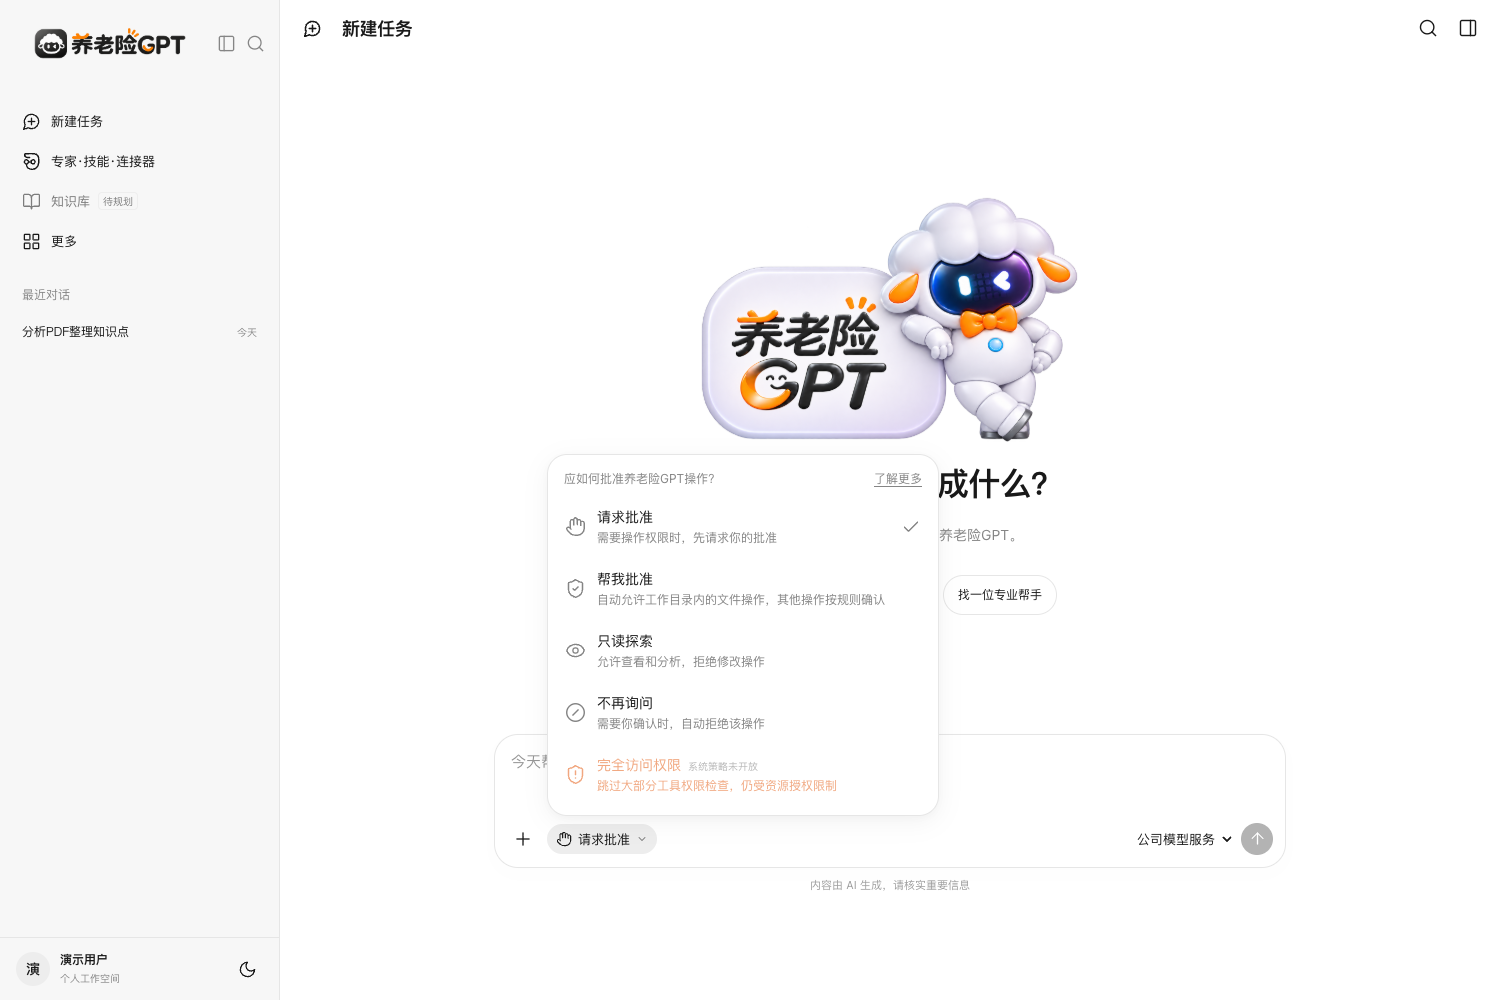 养老险GPT
新建任务
专家·技能·连接器
知识库 待规划
更多
最近对话
分析PDF整理知识点 今天
演 演示用户
个人工作空间
新建任务
养老险
GPT
成什么?
养老险GPT。
找一位专业帮手
应如何批准养老险GPT操作? 了解更多
请求批准
需要操作权限时，先请求你的批准
帮我批准
自动允许工作目录内的文件操作，其他操作按规则确认
只读探索
允许查看和分析，拒绝修改操作
不再询问
需要你确认时，自动拒绝该操作
完全访问权限 系统策略未开放
跳过大部分工具权限检查，仍受资源授权限制
今天
请求批准
公司模型服务
内容由 AI 生成，请核实重要信息